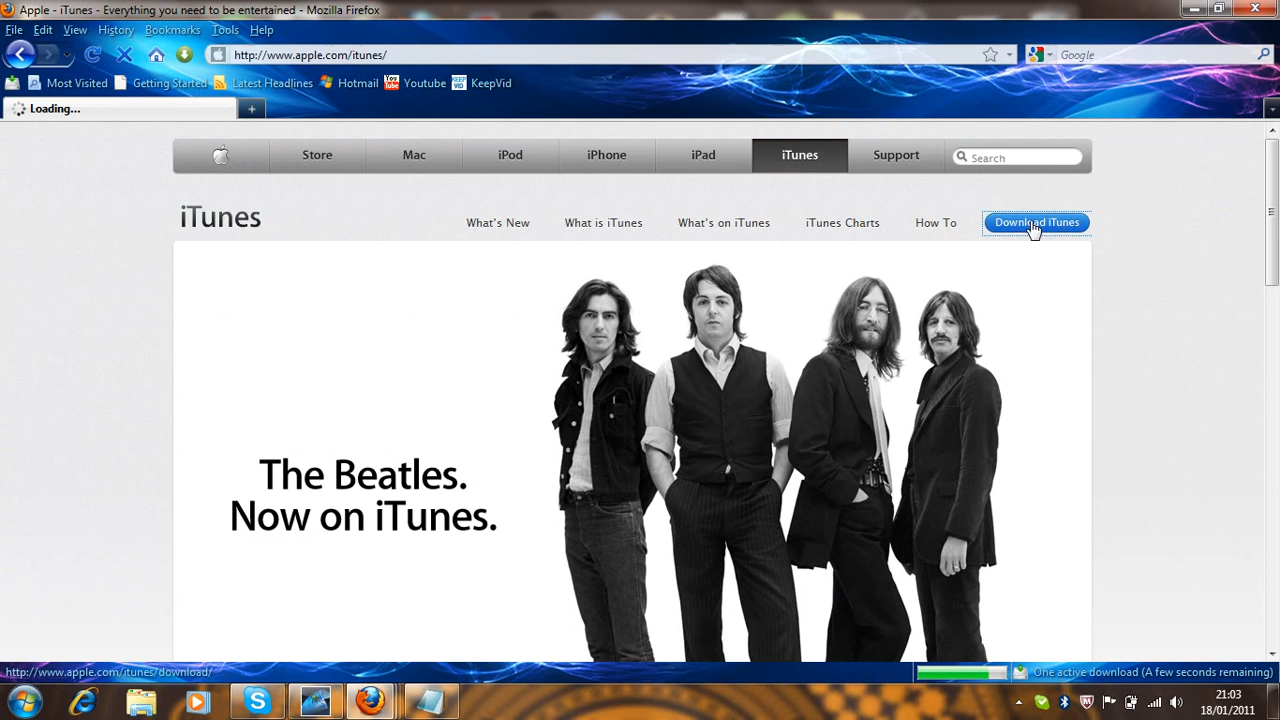 Apple - iTunes - Everything you need to be entertained - Mozilla Firefox
File Edit View History Bookmarks Tools Help
http://www.apple.com/itunes/
Google
Most Visited Getting Started Latest Headlines Hotmail You Tube Youtube KEEP VID KeepVid
Loading...
Store Mac iPod iPhone iPad iTunes Support Search
iTunes
What's New What is iTunes What's on iTunes iTunes Charts How To Download iTunes
The Beatles.
Now on iTunes.
http://www.apple.com/itunes/download/
One active download (A few seconds remaining)
21:03
18/01/2011